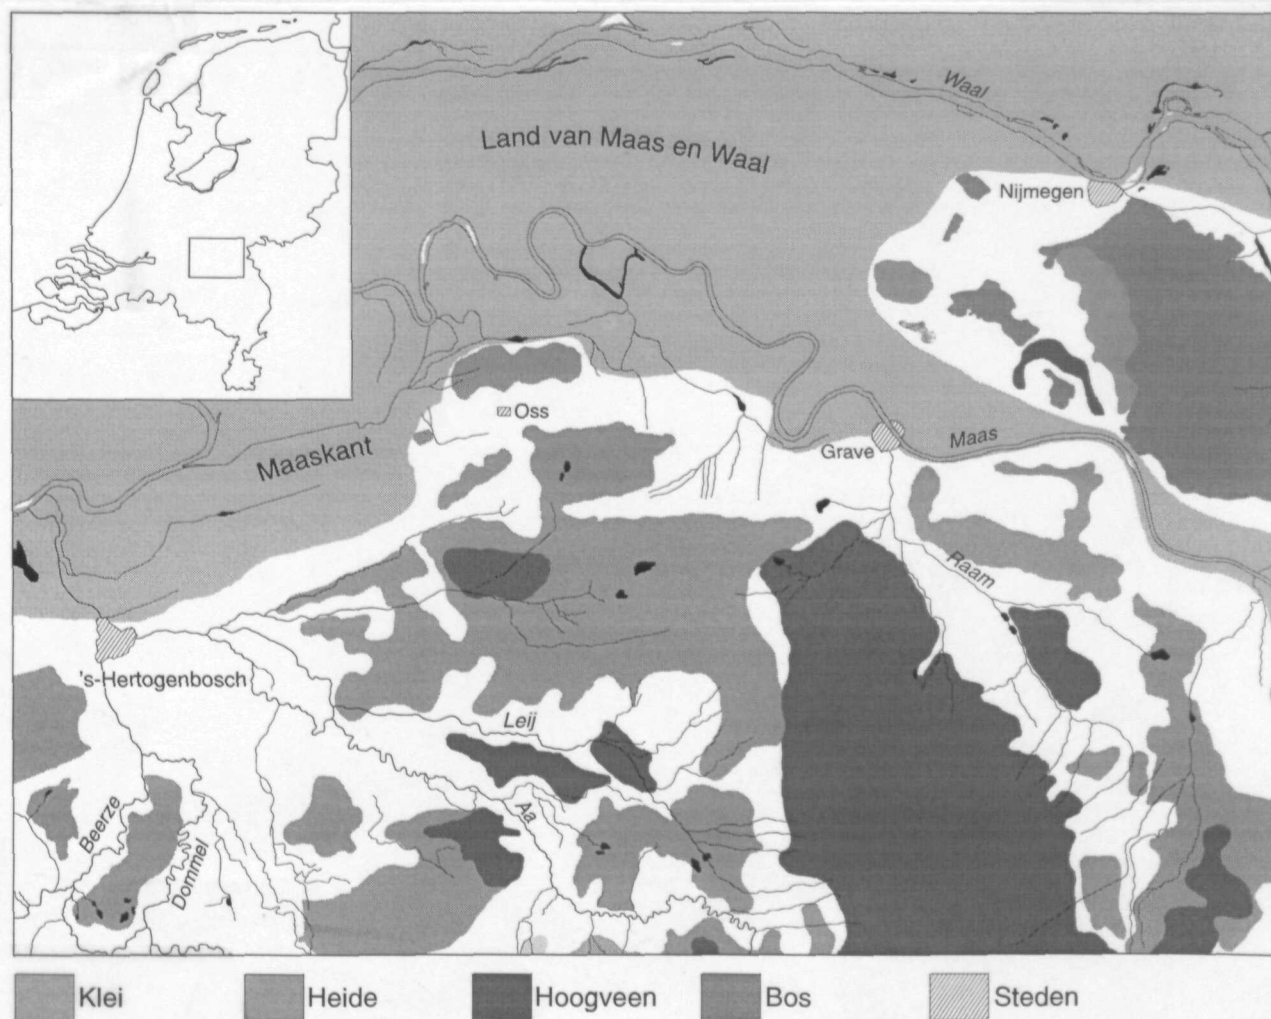 Waal
Land van Maas en Waal
Nijmegen
Oss
Maaskant
Grave
Maas
Raam
's-Hertogenbosch
Leij
Beerze
Dommel
Aa
Klei
Heide
Hoogveen
Bos
Steden